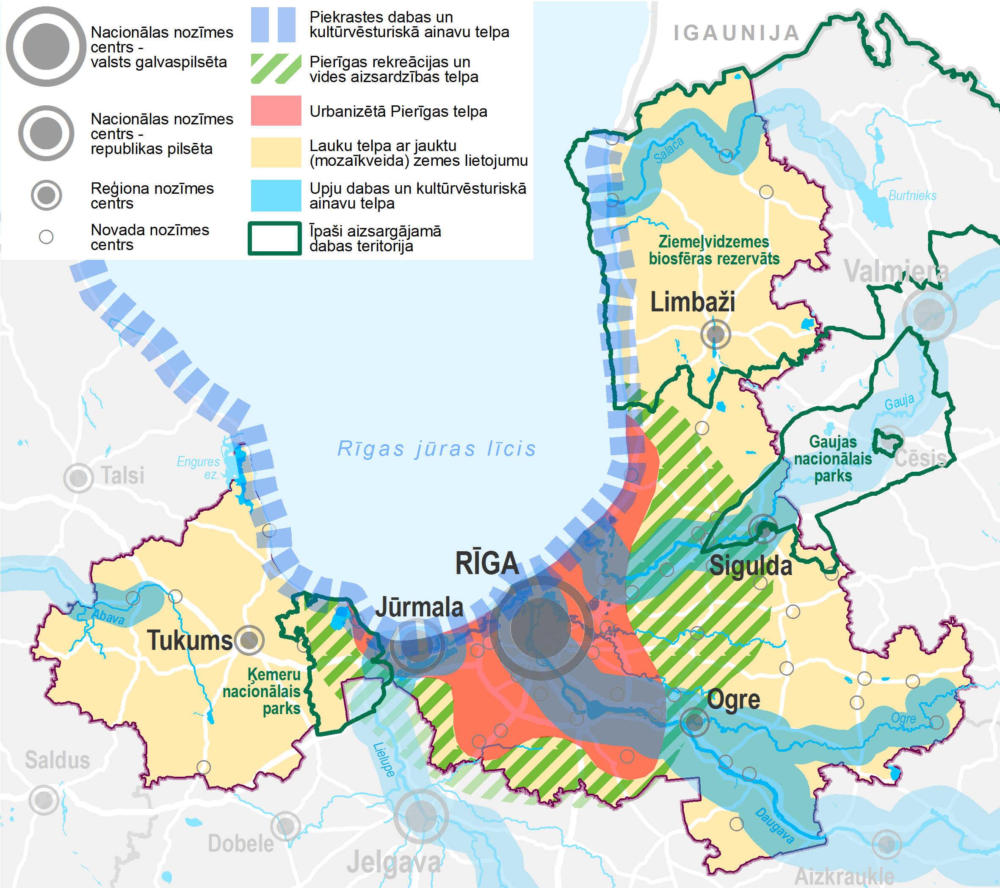 Nacionālas nozīmes
centrs -
valsts galvaspilsēta
Nacionālas nozīmes
centrs -
republikas pilsēta
Reģiona nozīmes
centrs
Novada nozīmes
centrs
Piekrastes dabas un
kultūrvēsturiskā ainavu telpa
Pierīgas rekreācijas un
vides aizsardzības telpa
Urbanizētā Pierīgas telpa
Lauku telpa ar jauktu
(mozaīkveida) zemes lietojumu
Upju dabas un kultūrvēsturiskā
ainavu telpa
Īpaši aizsargājamā
dabas teritorija
IGAUNIJA
Salaca
Burtnieks
Ziemeļvidzemes
biosfēras rezervāts
Valmiera
Limbaži
Gauja
Gaujas
nacionālais
parks
Cēsis
Rīgas jūras līcis
Engures
ez.
Talsi
RĪGA
Sigulda
Jūrmala
Abava
Tukums
Ķemeru
nacionālais
parks
Ogre
Ogre
Lielupe
Saldus
Daugava
Dobele
Jelgava
Aizkraukle